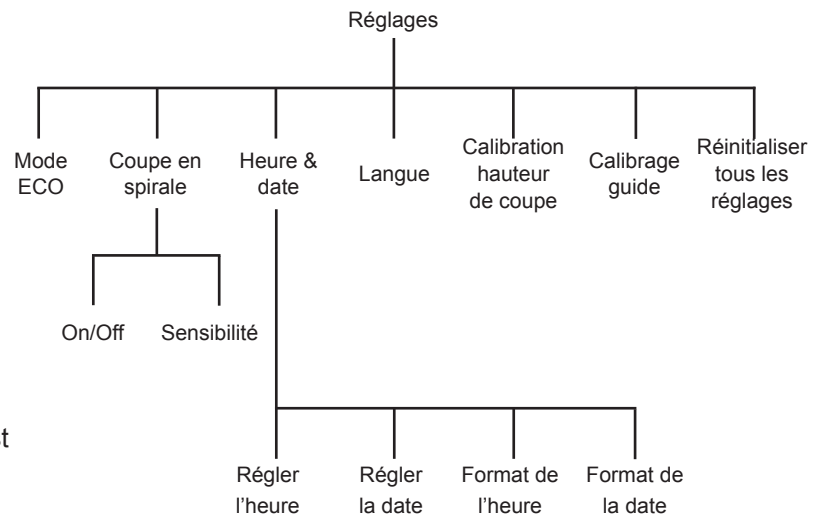 Réglages
Mode
ECO
Coupe en
spirale
Heure &
date
Langue
Calibration
hauteur
de coupe
Calibrage
guide
Réinitialiser
tous les
réglages
On/Off
Sensibilité
Régler
l'heure
Régler
la date
Format de
l'heure
Format de
la date